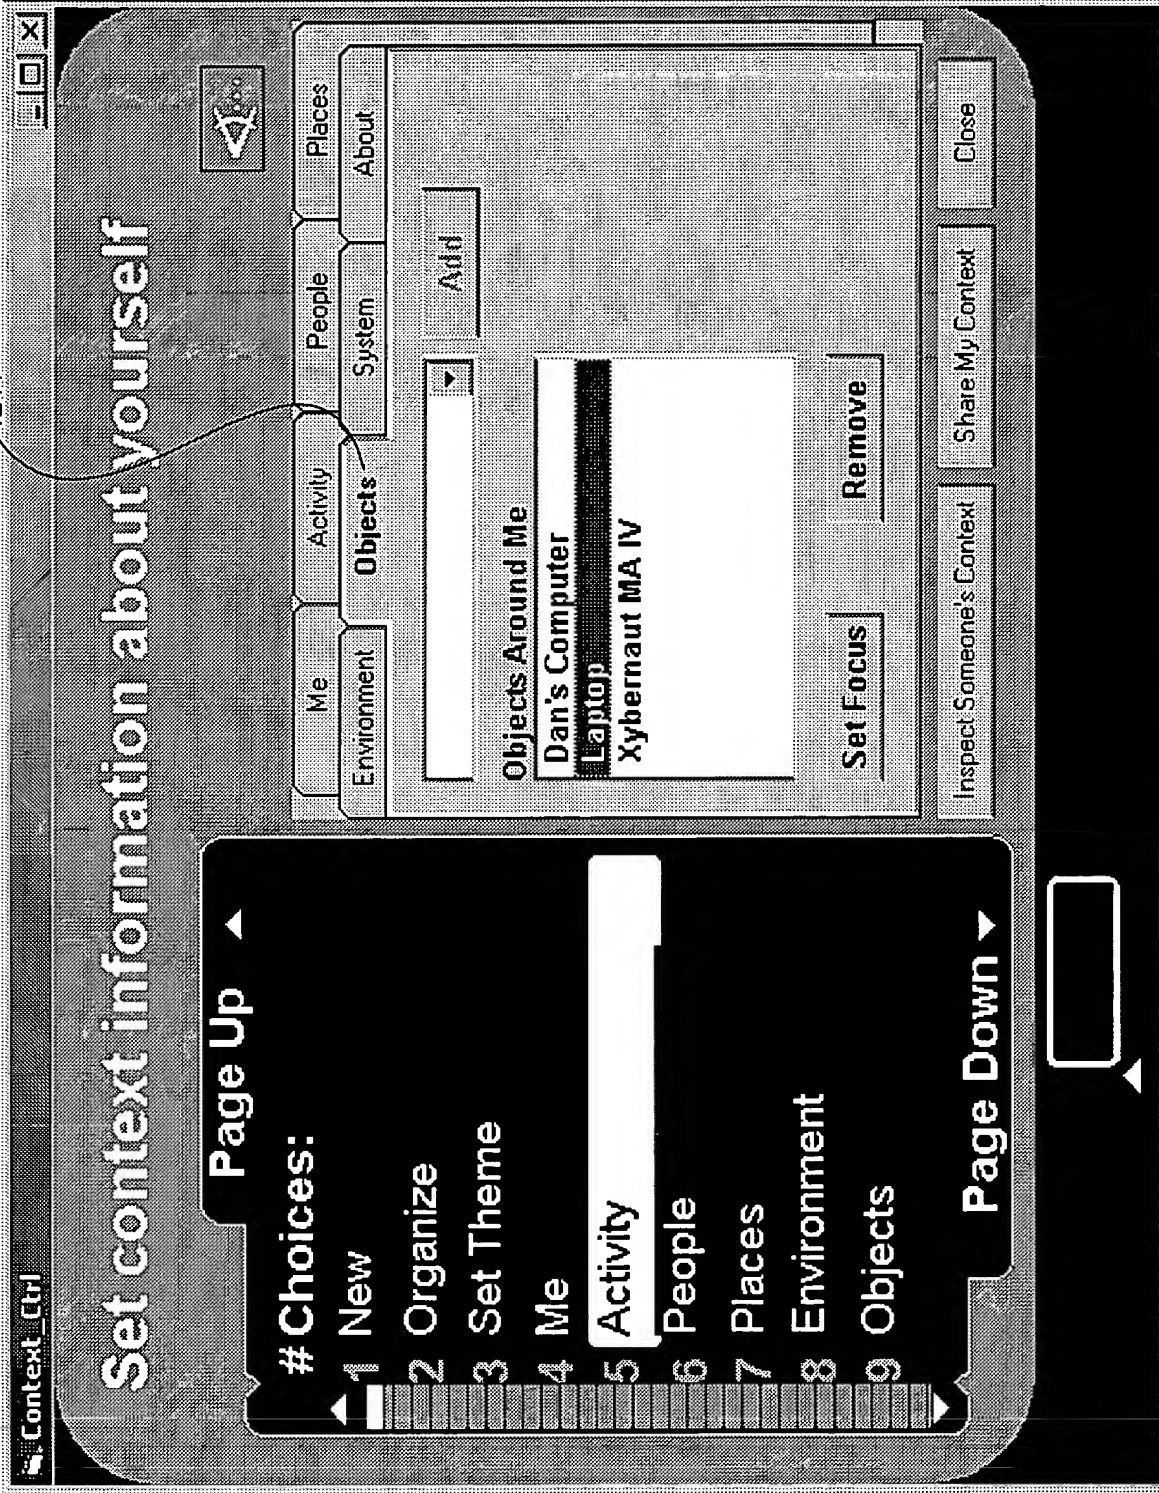 Context_Ctrl
Set context information about yourself
Page Up
# Choices:
1 New
2 Organize
3 Set Theme
4 Me
5 Activity
6 People
7 Places
8 Environment
9 Objects
Page Down
Me
Activity
People
Places
Environment
Objects
System
About
Add
Objects Around Me
Dan's Computer
Laptop
Xybernaut MA IV
Set Focus
Remove
Inspect Someone's Context
Share My Context
Close